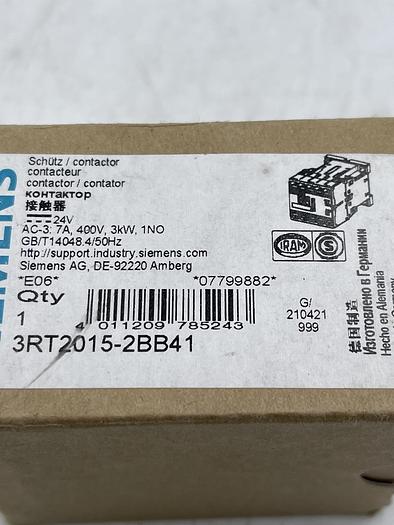 SIEMENS
Schütz / contactor
contacteur
contactor / contator
контактор
接触器
24V
AC-3: 7A, 400V, 3kW, 1NO
GB/T14048.4/50Hz
http://support.industry.siemens.com
Siemens AG, DE-92220 Amberg
*E06* *07799882*
Qty
1
4 011209 785243
3RT2015-2BB41
IRAM
S
G/
210421
999
德国制造
Изготовлено в Германии
Hecho en Alemania